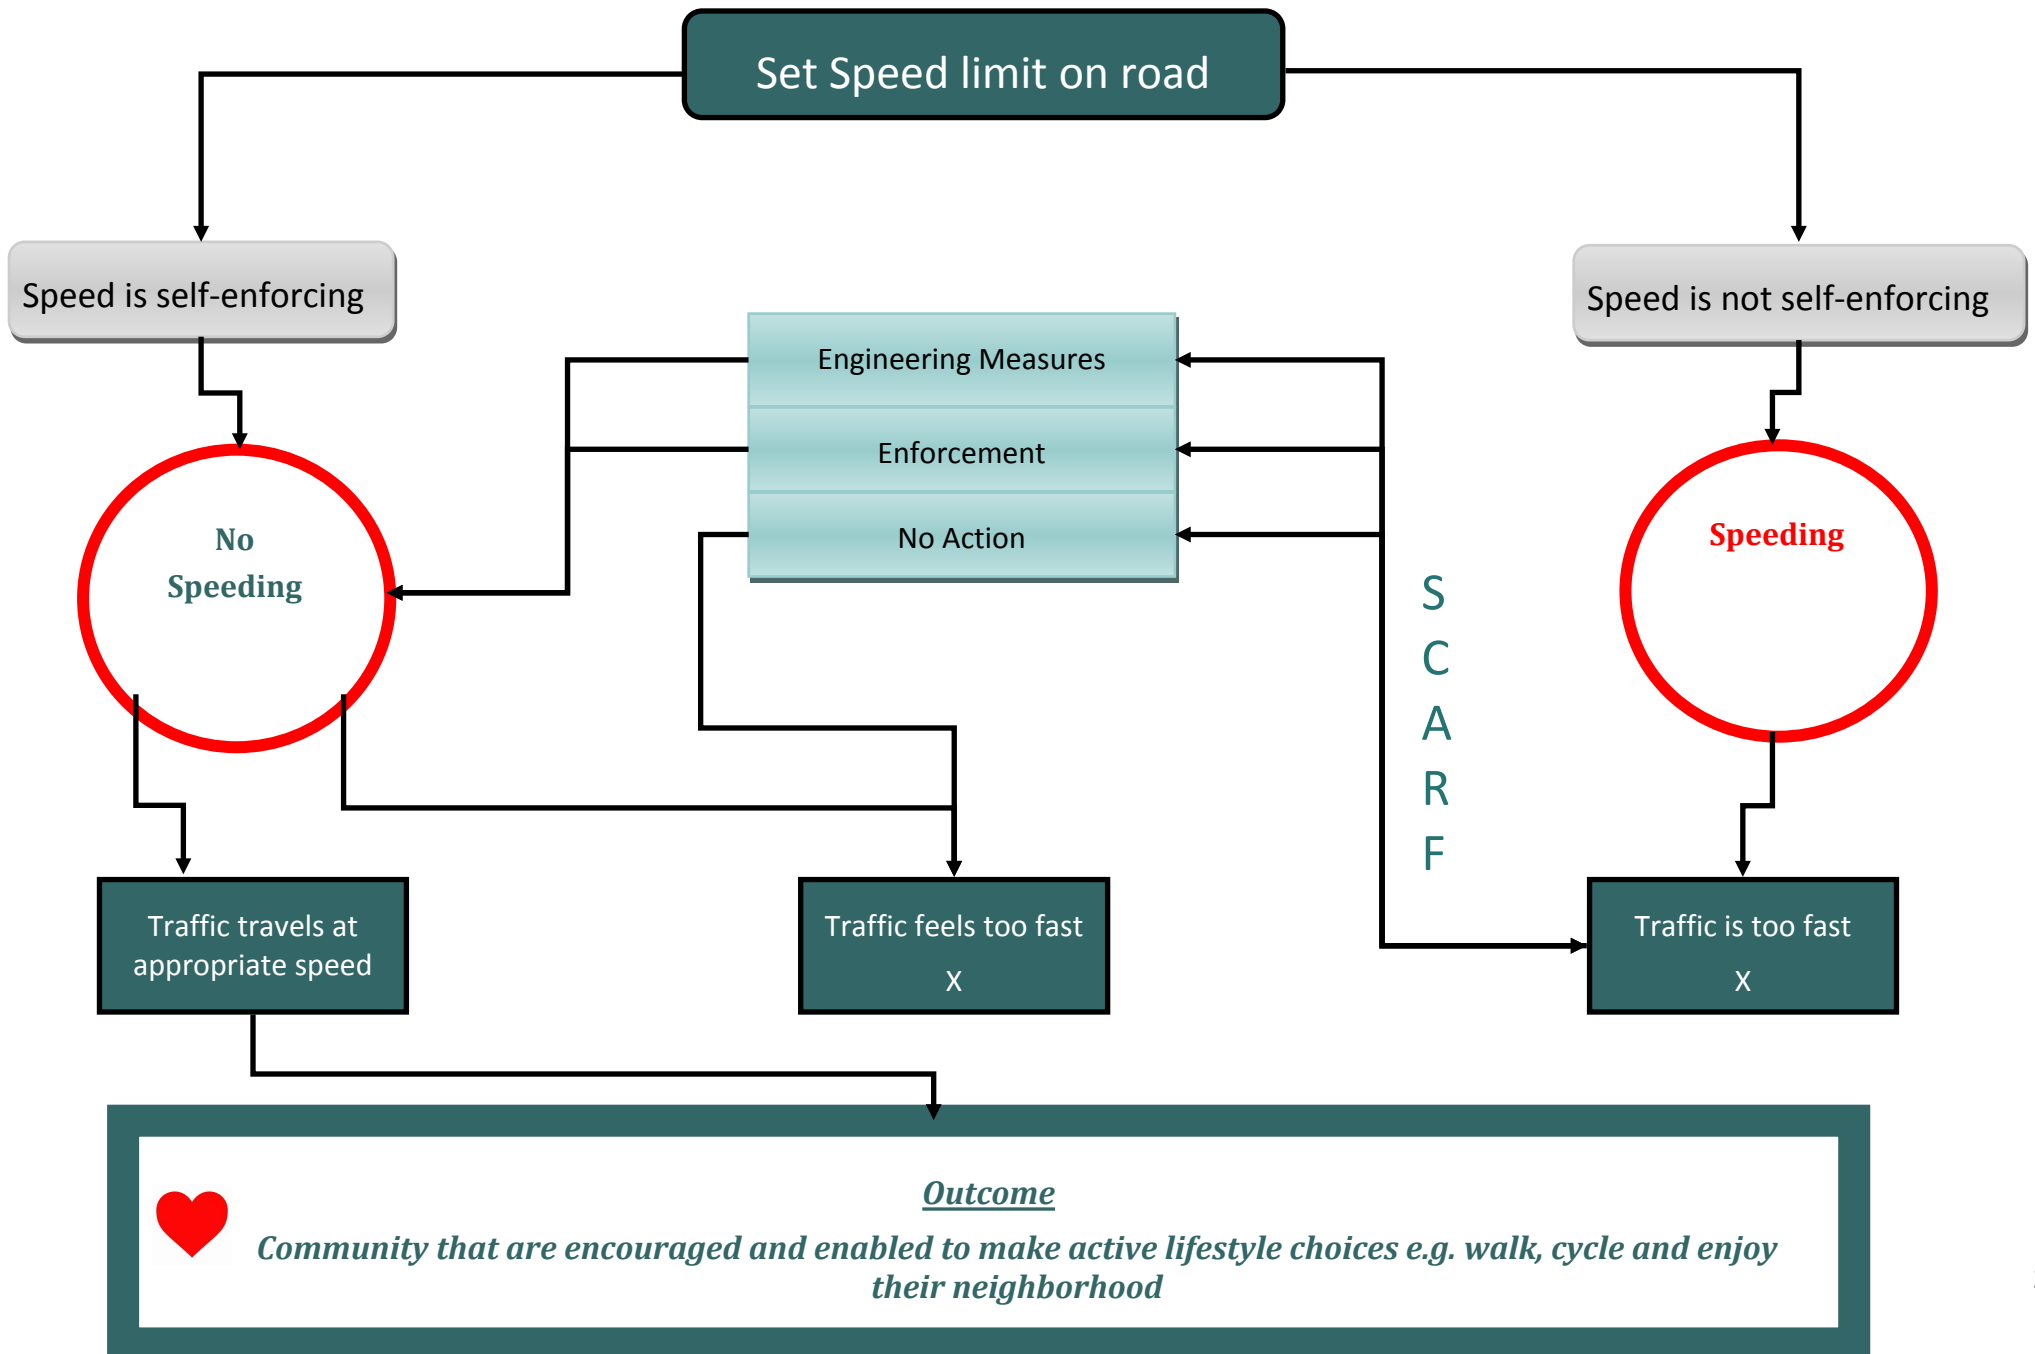 Set Speed limit on road
Speed is self-enforcing
Speed is not self-enforcing
Engineering Measures
Enforcement
No Action
No
Speeding
Speeding
S
C
A
R
F
Traffic travels at
appropriate speed
Traffic feels too fast
X
Traffic is too fast
X
Outcome
Community that are encouraged and enabled to make active lifestyle choices e.g. walk, cycle and enjoy
their neighborhood